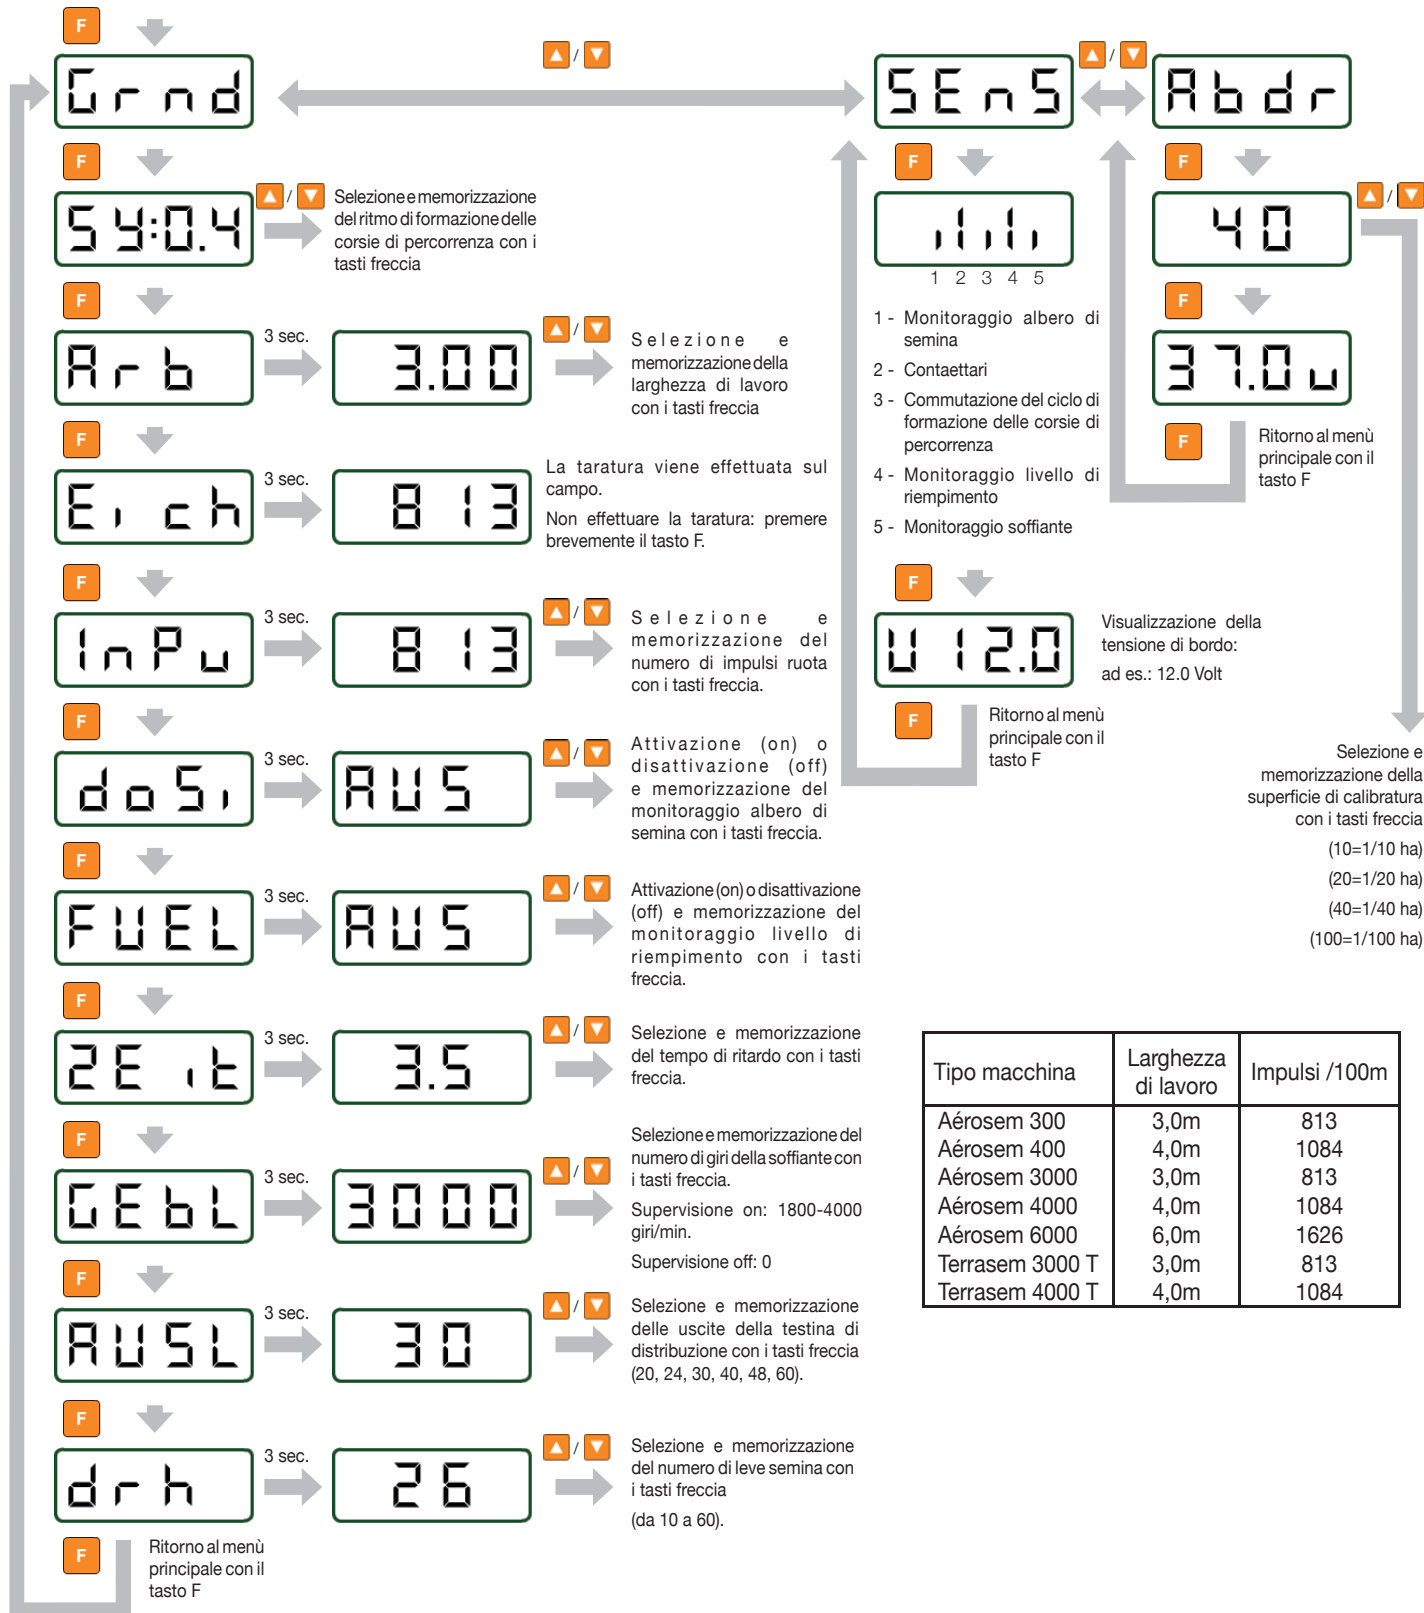 F
▲ / ▼
▲ / ▼
Grnd
SEnS
Abdr
F
F
F
SY:0.4
▲ / ▼
Selezione e memorizzazione
del ritmo di formazione delle
corsie di percorrenza con i
tasti freccia
1 2 3 4 5
40
▲ / ▼
F
Arb
3 sec.
3.00
▲ / ▼
Selezione e
memorizzazione della
larghezza di lavoro
con i tasti freccia
1 - Monitoraggio albero di
semina
2 - Contaettari
3 - Commutazione del ciclo di
formazione delle corsie di
percorrenza
4 - Monitoraggio livello di
riempimento
5 - Monitoraggio soffiante
F
37.0u
F
Ritorno al menù
principale con il
tasto F
F
Eich
3 sec.
813
La taratura viene effettuata sul
campo.
Non effettuare la taratura: premere
brevemente il tasto F.
F
InPu
3 sec.
813
▲ / ▼
Selezione e
memorizzazione del
numero di impulsi ruota
con i tasti freccia.
F
U12.0
Visualizzazione della
tensione di bordo:
ad es.: 12.0 Volt
F
Ritorno al menù
principale con il
tasto F
F
doSi
3 sec.
AUS
▲ / ▼
Attivazione (on) o
disattivazione (off)
e memorizzazione del
monitoraggio albero di
semina con i tasti freccia.
Selezione e
memorizzazione della
superficie di calibratura
con i tasti freccia
(10=1/10 ha)
(20=1/20 ha)
(40=1/40 ha)
(100=1/100 ha)
F
FUEL
3 sec.
AUS
▲ / ▼
Attivazione (on) o disattivazione
(off) e memorizzazione del
monitoraggio livello di
riempimento con i tasti
freccia.
F
ZEit
3 sec.
3.5
▲ / ▼
Selezione e memorizzazione
del tempo di ritardo con i tasti
freccia.
F
GEbL
3 sec.
3000
▲ / ▼
Selezione e memorizzazione del
numero di giri della soffiante con
i tasti freccia.
Supervisione on: 1800-4000
giri/min.
Supervisione off: 0
F
AUSL
3 sec.
30
▲ / ▼
Selezione e memorizzazione
delle uscite della testina di
distribuzione con i tasti freccia
(20, 24, 30, 40, 48, 60).
F
drh
3 sec.
26
▲ / ▼
Selezione e memorizzazione
del numero di leve semina con
i tasti freccia
(da 10 a 60).
F
Ritorno al menù
principale con il
tasto F
Tipo macchina Larghezza di lavoro Impulsi /100m
Aérosem 300 3,0m 813
Aérosem 400 4,0m 1084
Aérosem 3000 3,0m 813
Aérosem 4000 4,0m 1084
Aérosem 6000 6,0m 1626
Terrasem 3000 T 3,0m 813
Terrasem 4000 T 4,0m 1084